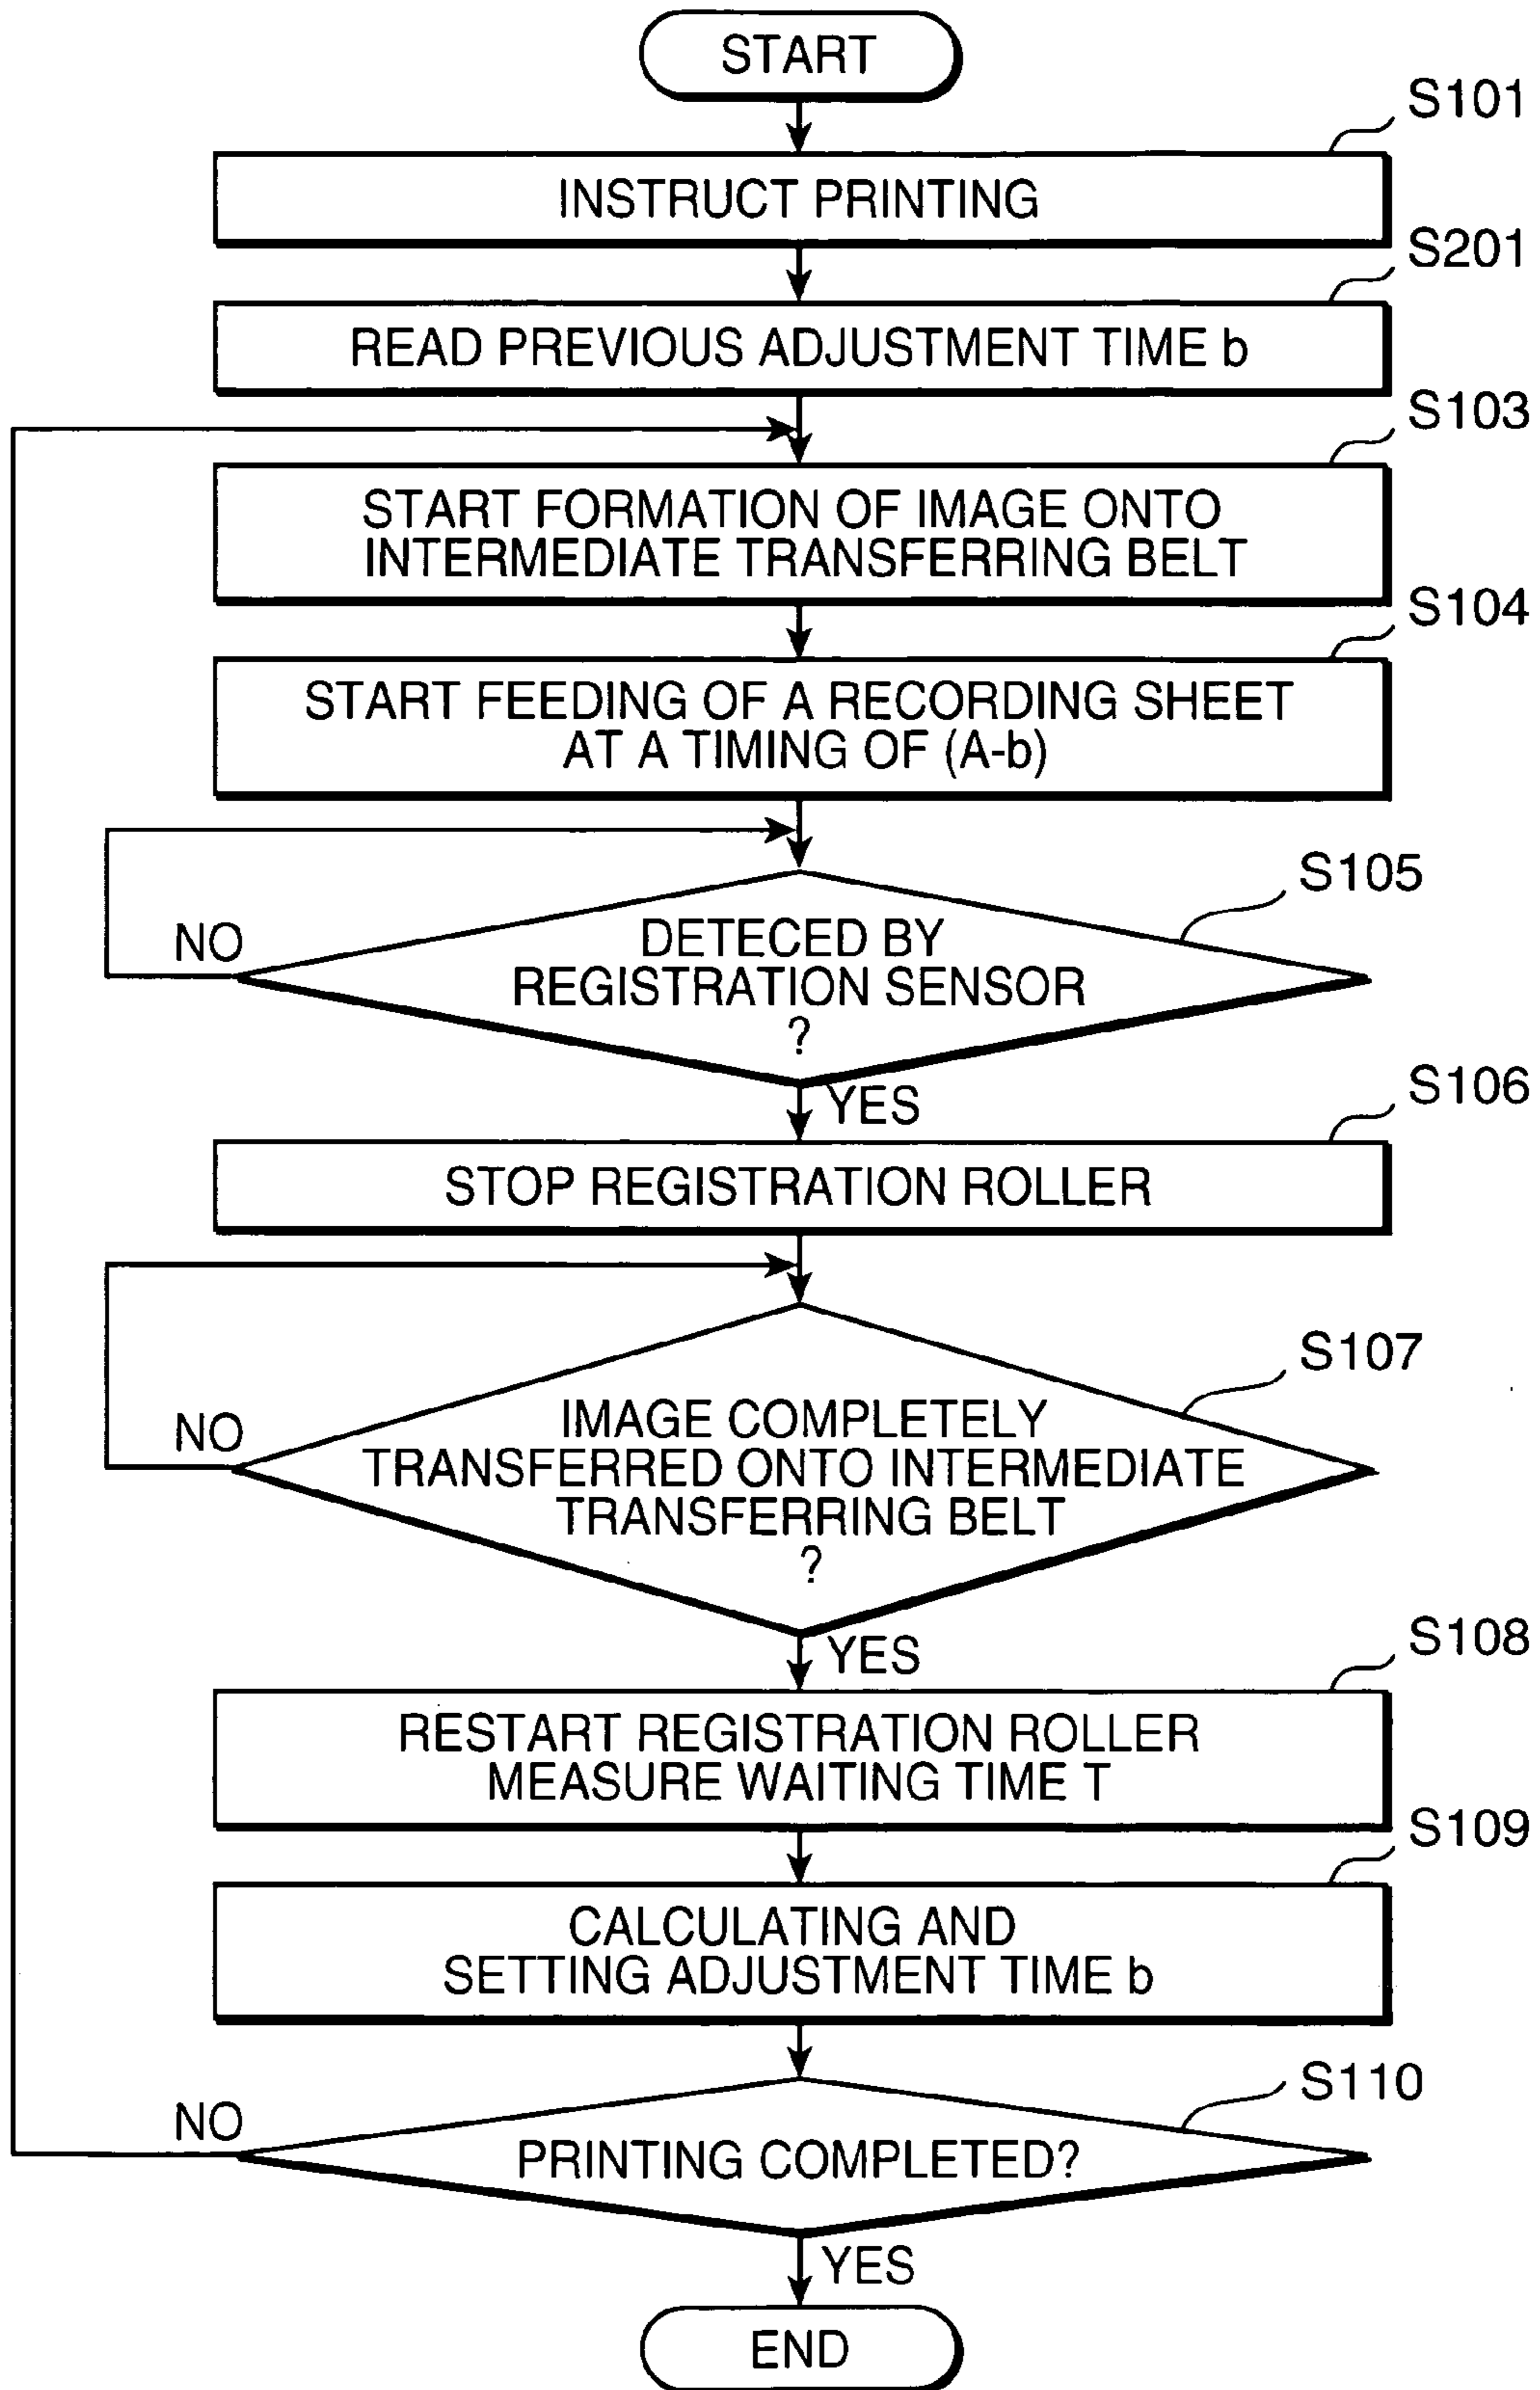 START
S101
INSTRUCT PRINTING
S201
READ PREVIOUS ADJUSTMENT TIME b
S103
START FORMATION OF IMAGE ONTO
INTERMEDIATE TRANSFERRING BELT
S104
START FEEDING OF A RECORDING SHEET
AT A TIMING OF (A-b)
S105
NO
DETECED BY
REGISTRATION SENSOR
?
YES
S106
STOP REGISTRATION ROLLER
S107
NO
IMAGE COMPLETELY
TRANSFERRED ONTO INTERMEDIATE
TRANSFERRING BELT
?
YES
S108
RESTART REGISTRATION ROLLER
MEASURE WAITING TIME T
S109
CALCULATING AND
SETTING ADJUSTMENT TIME b
S110
NO
PRINTING COMPLETED?
YES
END